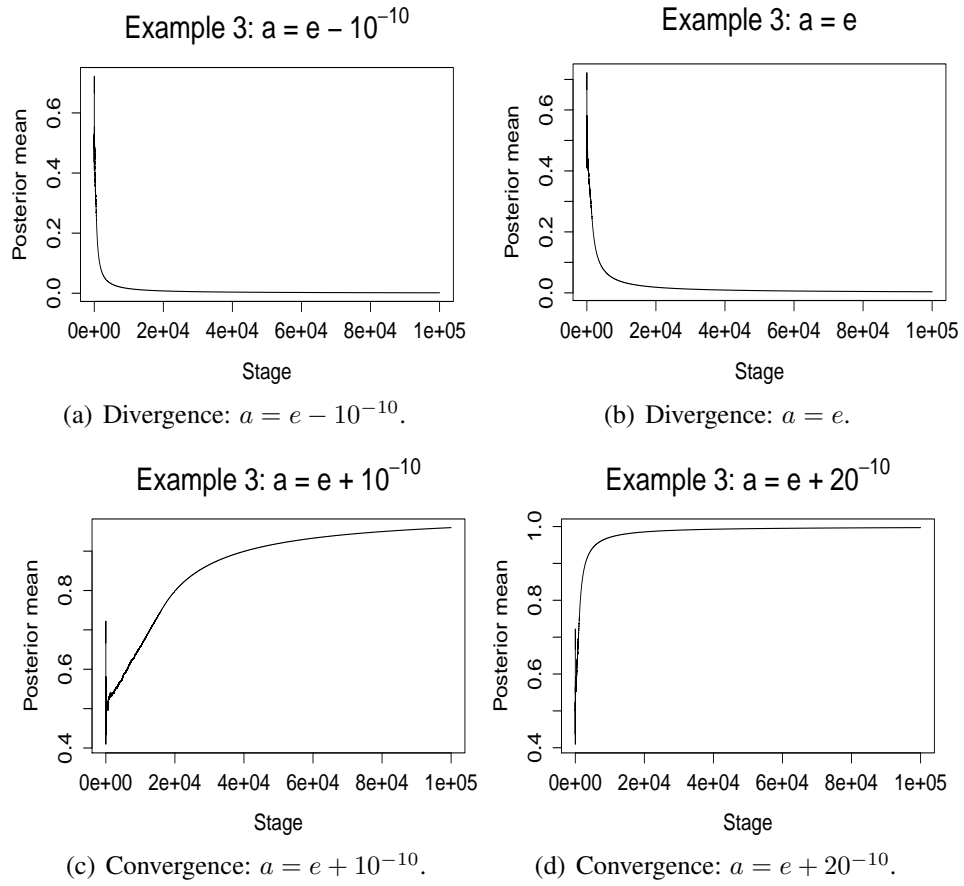 Example 3: a = e − 10⁻¹⁰
Posterior mean
0.6
0.4
0.2
0.0
0e+00 2e+04 4e+04 6e+04 8e+04 1e+05
Stage
(a) Divergence: a = e − 10⁻¹⁰.
Example 3: a = e
Posterior mean
0.6
0.4
0.2
0.0
0e+00 2e+04 4e+04 6e+04 8e+04 1e+05
Stage
(b) Divergence: a = e.
Example 3: a = e + 10⁻¹⁰
Posterior mean
0.8
0.6
0.4
0e+00 2e+04 4e+04 6e+04 8e+04 1e+05
Stage
(c) Convergence: a = e + 10⁻¹⁰.
Example 3: a = e + 20⁻¹⁰
Posterior mean
1.0
0.8
0.6
0.4
0e+00 2e+04 4e+04 6e+04 8e+04 1e+05
Stage
(d) Convergence: a = e + 20⁻¹⁰.